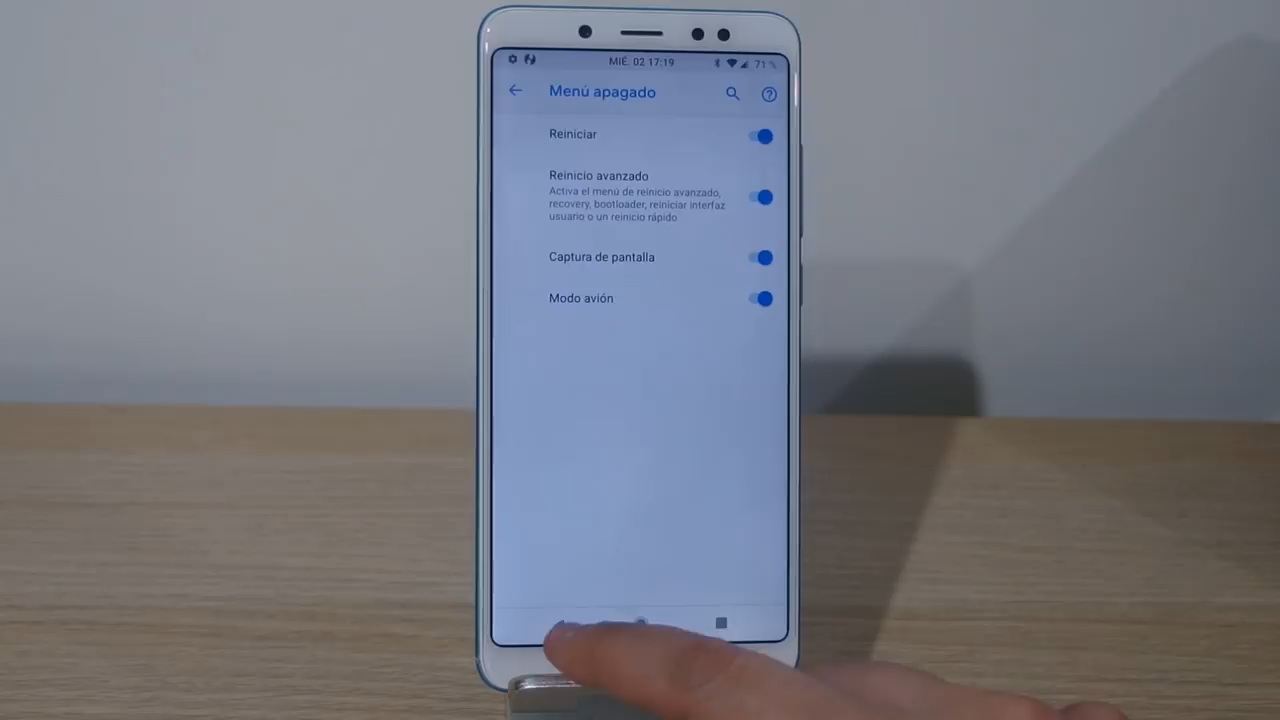 MIÉ. 02 17:19
71%
Menú apagado
Reiniciar
Reinicio avanzado
Activa el menú de reinicio avanzado,
recovery, bootloader, reiniciar interfaz
usuario o un reinicio rápido
Captura de pantalla
Modo avión